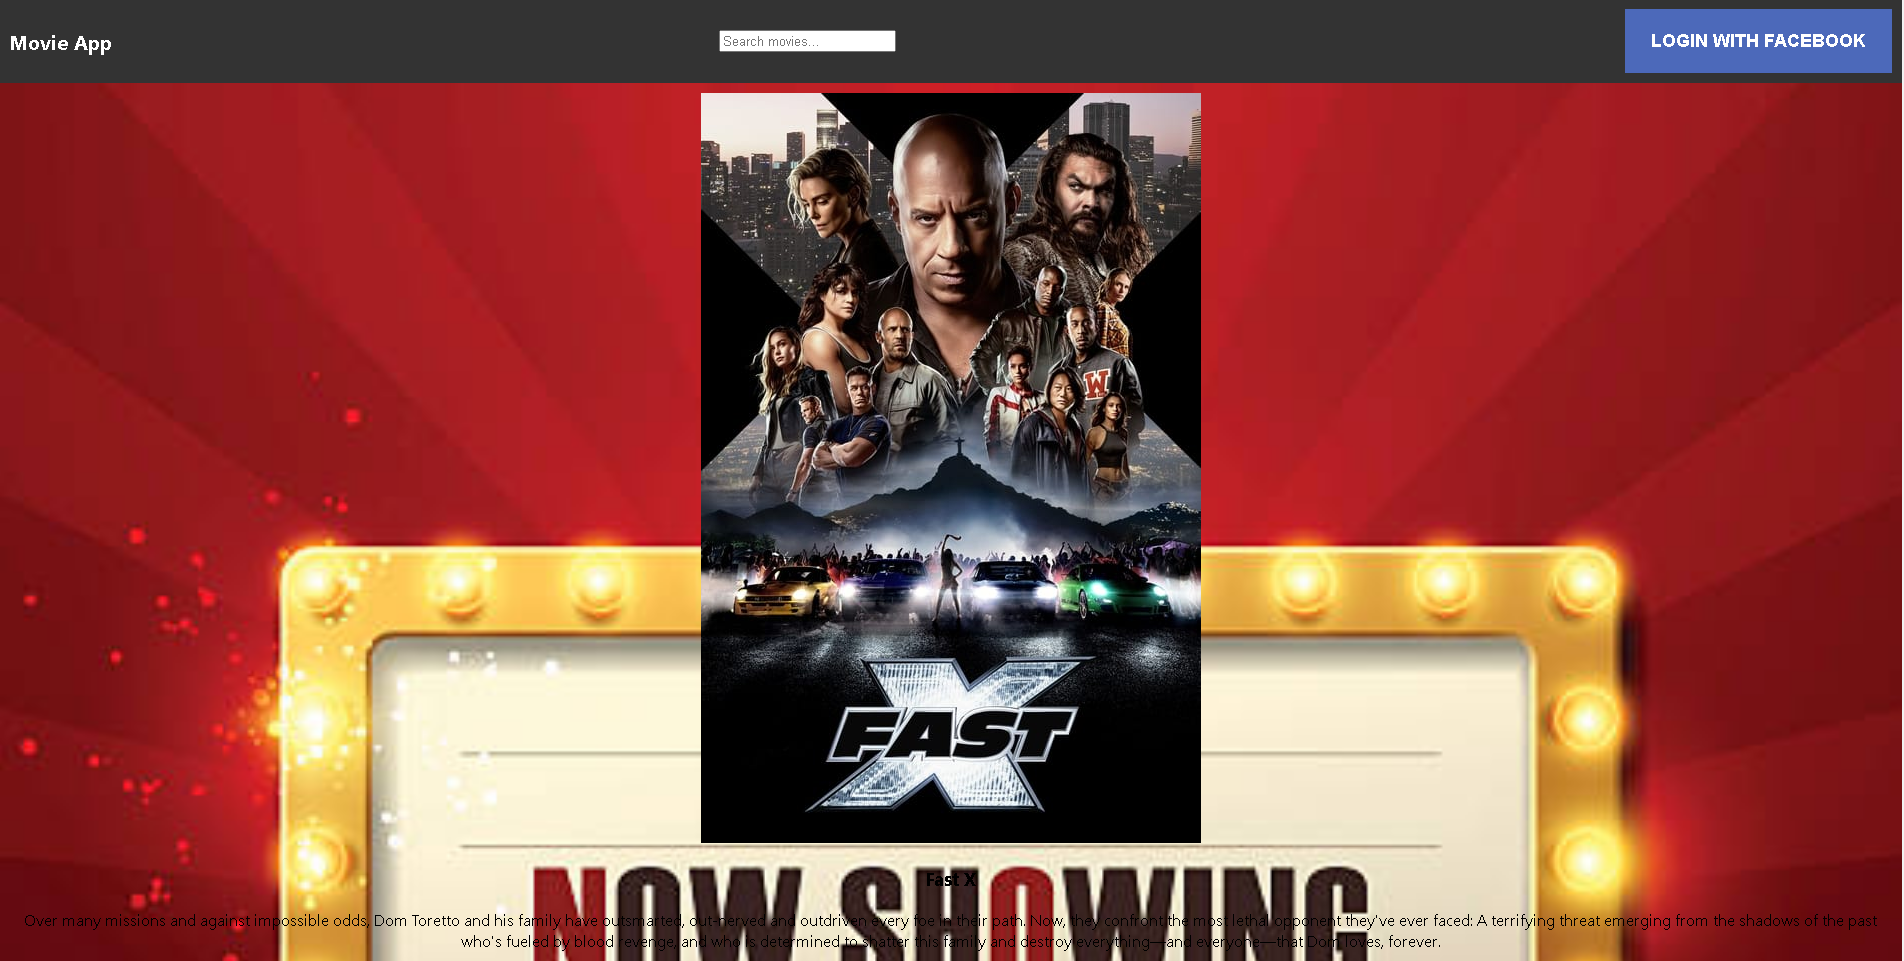 Movie App
Search movies...
LOGIN WITH FACEBOOK
W
FAST
X
NOW SHOWING
Fast X
Over many missions and against impossible odds, Dom Toretto and his family have outsmarted, out-nerved and outdriven every foe in their path. Now, they confront the most lethal opponent they've ever faced: A terrifying threat emerging from the shadows of the past
who's fueled by blood revenge, and who is determined to shatter this family and destroy everything—and everyone—that Dom loves, forever.